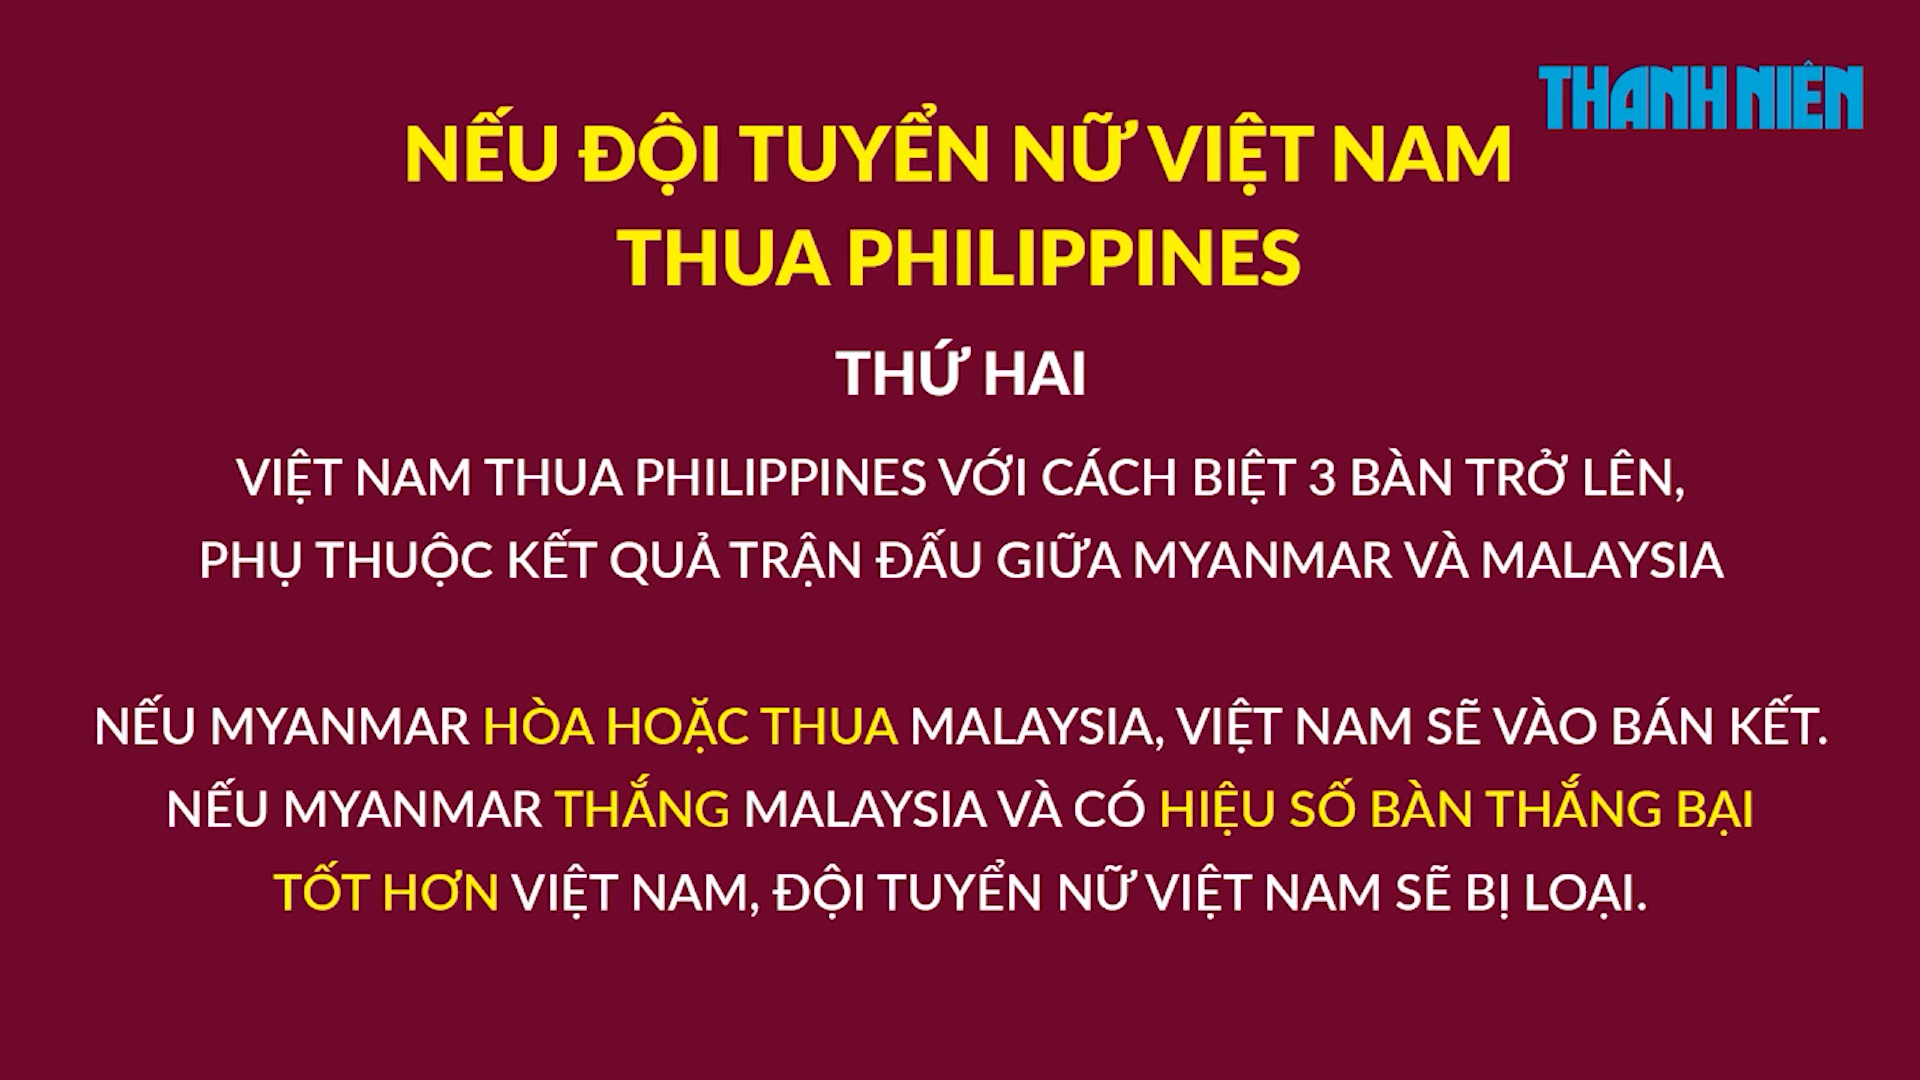 THANH NIÊN
NẾU ĐỘI TUYỂN NỮ VIỆT NAM
THUA PHILIPPINES
THỨ HAI
VIỆT NAM THUA PHILIPPINES VỚI CÁCH BIỆT 3 BÀN TRỞ LÊN,
PHỤ THUỘC KẾT QUẢ TRẬN ĐẤU GIỮA MYANMAR VÀ MALAYSIA
NẾU MYANMAR HÒA HOẶC THUA MALAYSIA, VIỆT NAM SẼ VÀO BÁN KẾT.
NẾU MYANMAR THẮNG MALAYSIA VÀ CÓ HIỆU SỐ BÀN THẮNG BẠI
TỐT HƠN VIỆT NAM, ĐỘI TUYỂN NỮ VIỆT NAM SẼ BỊ LOẠI.